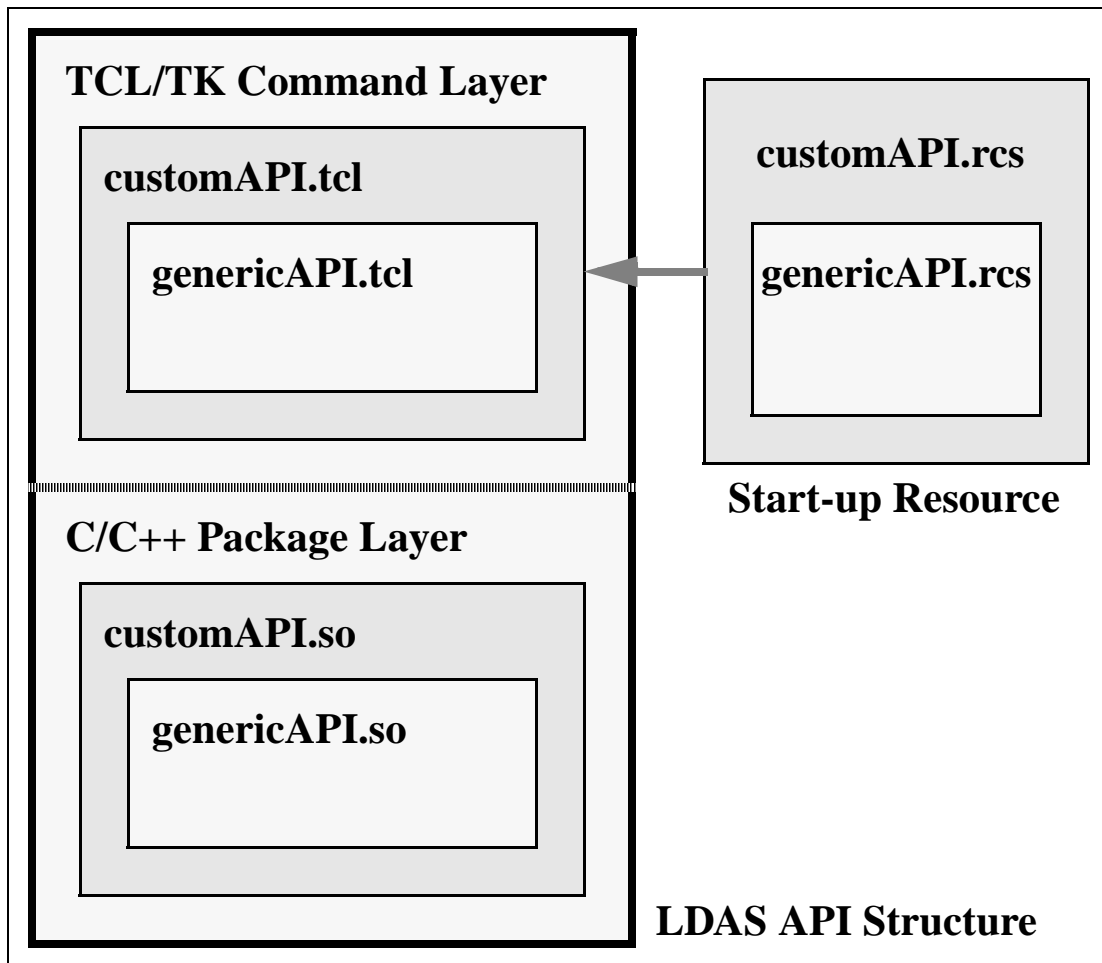 TCL/TK Command Layer
customAPI.tcl
genericAPI.tcl
customAPI.rcs
genericAPI.rcs
Start-up Resource
C/C++ Package Layer
customAPI.so
genericAPI.so
LDAS API Structure